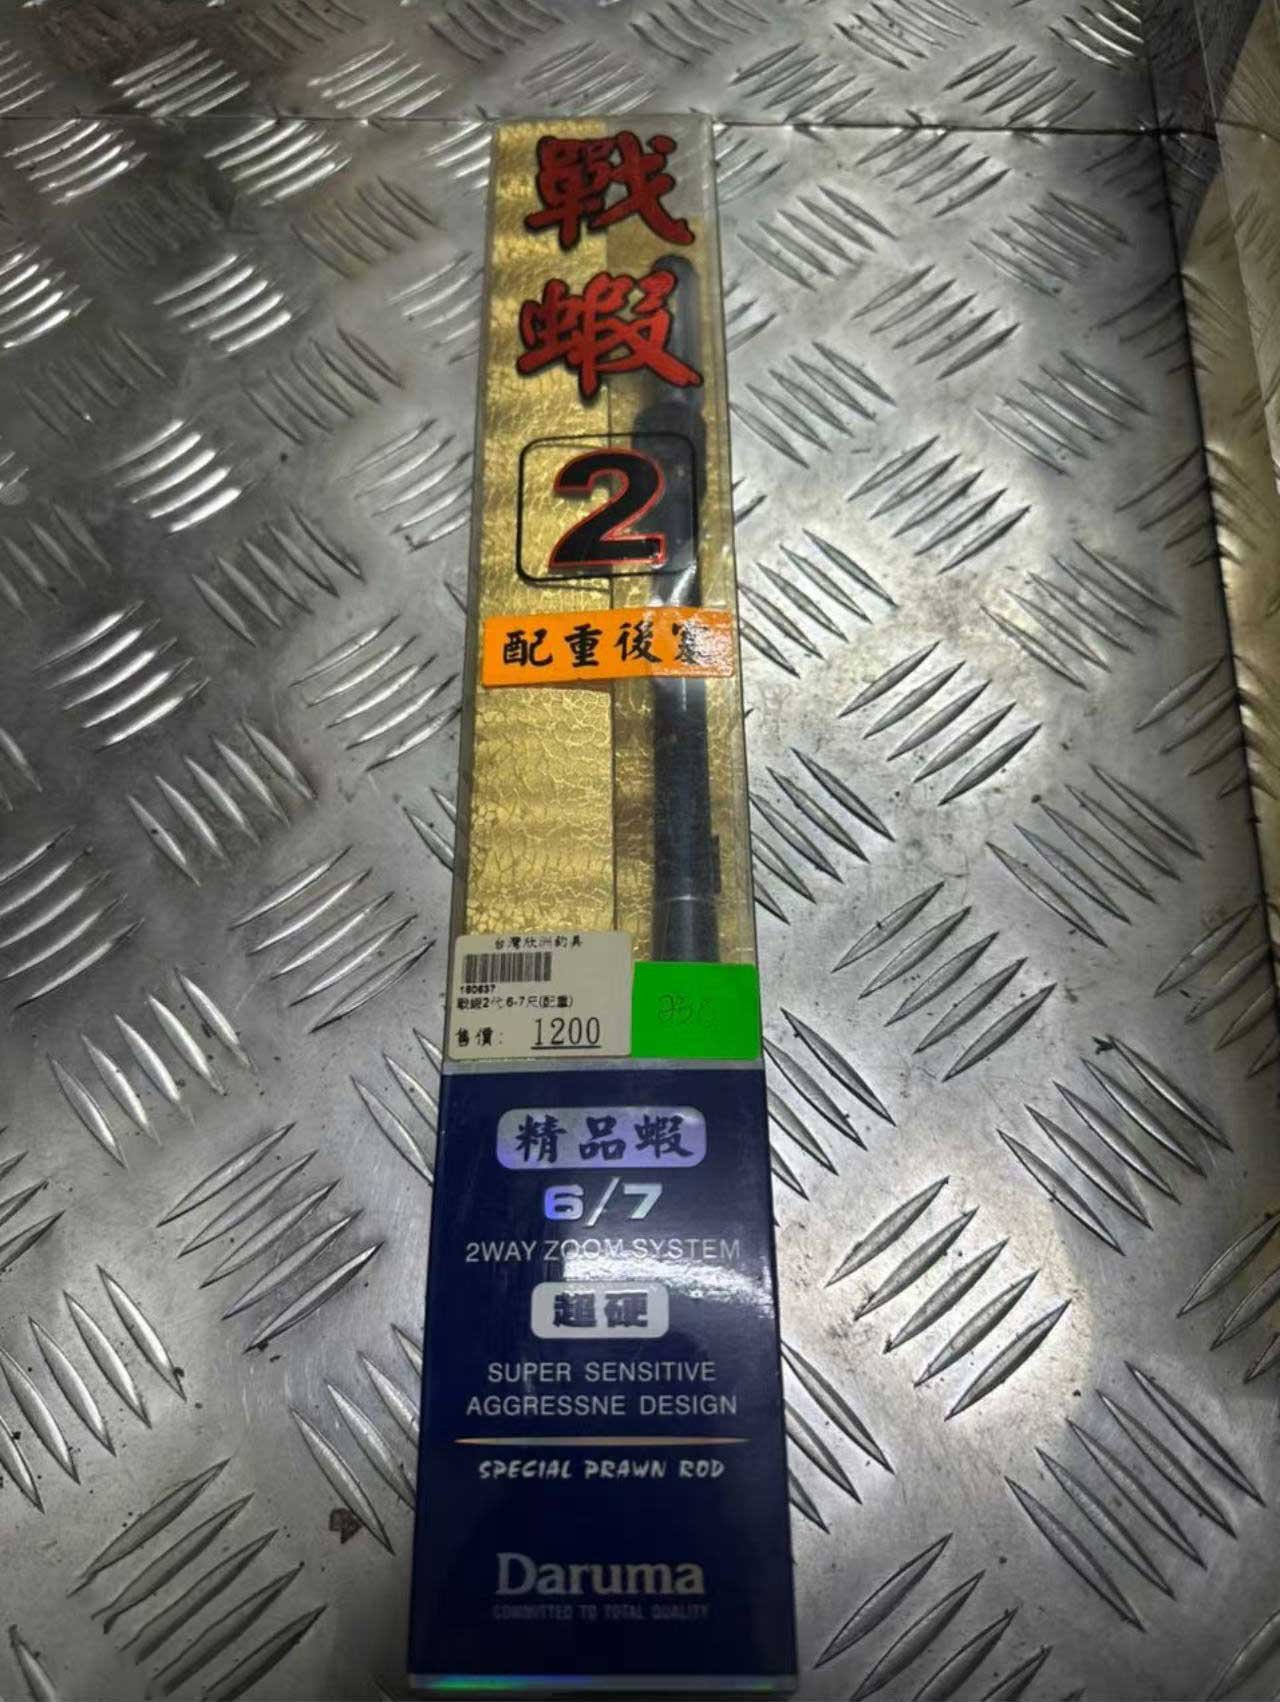 戰
蝦
2
配重後塞
台灣欣洲釣具
160637
戰蝦2代 6-7尺(配重)
售價: 1200
精品蝦
6/7
2WAY ZOOM SYSTEM
超硬
SUPER SENSITIVE
AGGRESSNE DESIGN
SPECIAL PRAWN ROD
Daruma
COMMITTED TO TOTAL QUALITY